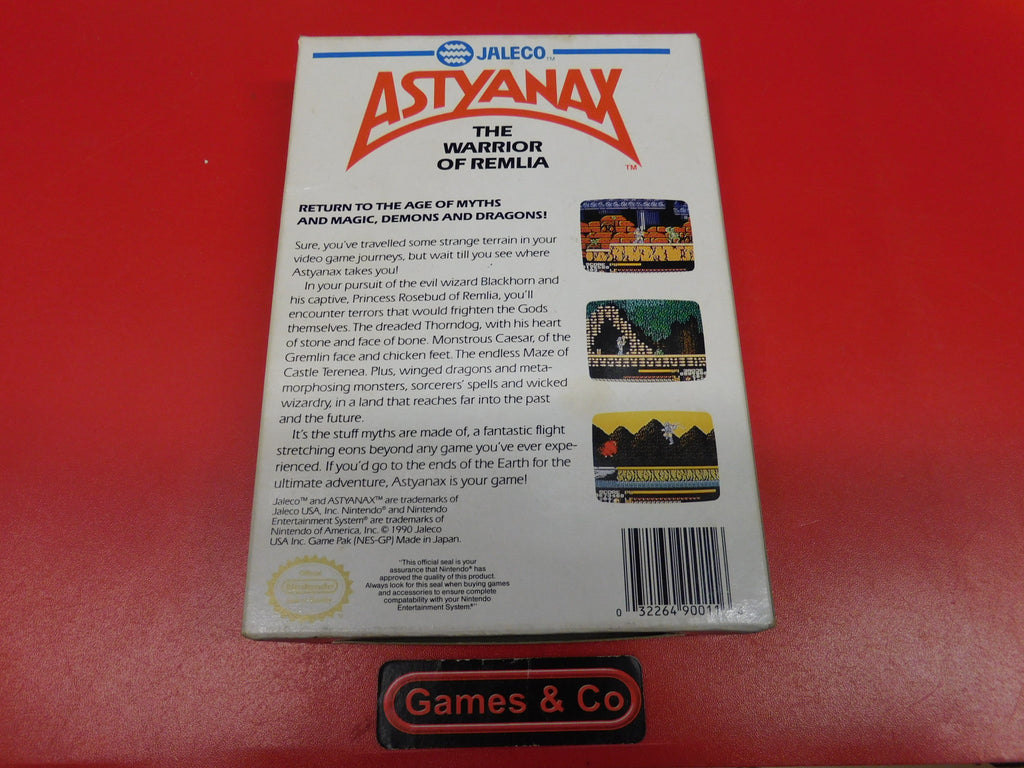 JALECO™
ASTYANAX
THE
WARRIOR
OF REMLIA
™
RETURN TO THE AGE OF MYTHS
AND MAGIC, DEMONS AND DRAGONS!
Sure, you've travelled some strange terrain in your
video game journeys, but wait till you see where
Astyanax takes you!
In your pursuit of the evil wizard Blackhorn and
his captive, Princess Rosebud of Remlia, you'll
encounter terrors that would frighten the Gods
themselves. The dreaded Thorndog, with his heart
of stone and face of bone. Monstrous Caesar, of the
Gremlin face and chicken feet. The endless Maze of
Castle Terenea. Plus, winged dragons and meta-
morphosing monsters, sorcerers' spells and wicked
wizardry, in a land that reaches far into the past
and the future.
It's the stuff myths are made of, a fantastic flight
stretching eons beyond any game you've ever expe-
rienced. If you'd go to the ends of the Earth for the
ultimate adventure, Astyanax is your game!
Jaleco™ and ASTYANAX™ are trademarks of
Jaleco USA, Inc. Nintendo® and Nintendo
Entertainment System® are trademarks of
Nintendo of America, Inc. © 1990 Jaleco
USA Inc. Game Pak (NES-GP) Made in Japan.
Official
Nintendo
"This official seal is your
assurance that Nintendo® has
approved the quality of this product.
Always look for this seal when buying games
and accessories to ensure complete
compatability with your Nintendo
Entertainment System®"
0 32264 90011 4
Games & Co